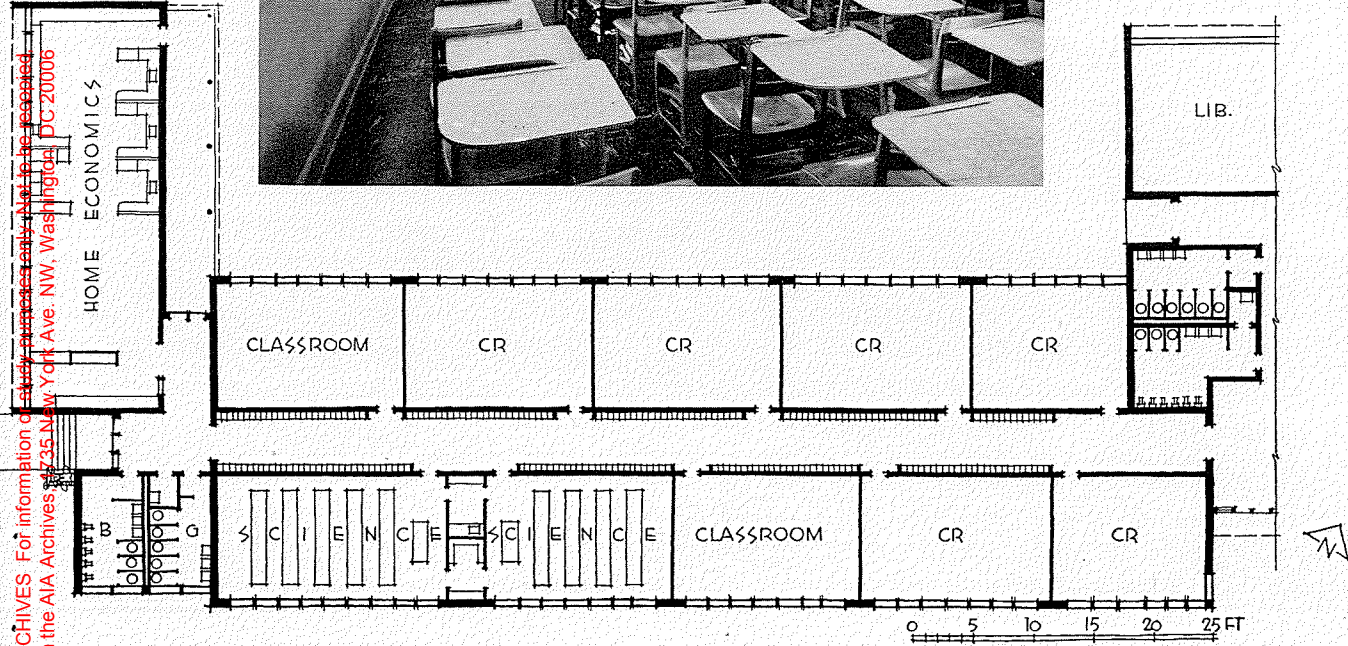 CHIVES For information or study purposes only. Not to be recopied.
the AIA Archives, 1735 New York Ave. NW, Washington, DC 20006
HOME ECONOMICS
LIB.
CLASSROOM
CR
CR
CR
CR
B
G
SCIENCE
SCIENCE
CLASSROOM
CR
CR
N
0 5 10 15 20 25 FT